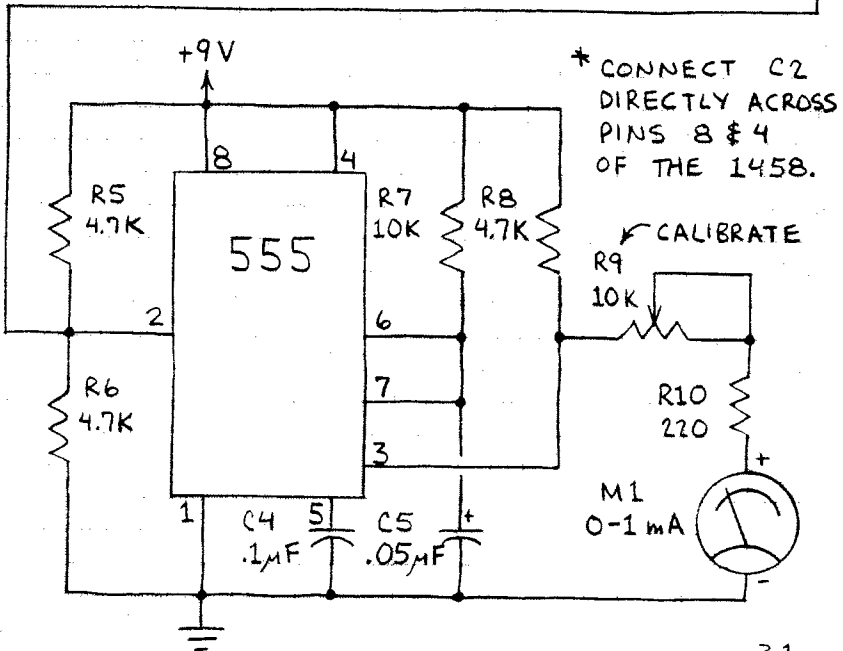 +9V
* CONNECT C2
DIRECTLY ACROSS
PINS 8 & 4
OF THE 1458.
8
4
R5
4.7K
R7
10K
R8
4.7K
555
CALIBRATE
R9
10K
2
6
R6
4.7K
7
R10
220
3
+
1
C4
.1μF
5
C5
.05μF
+
M1
0-1 mA
-